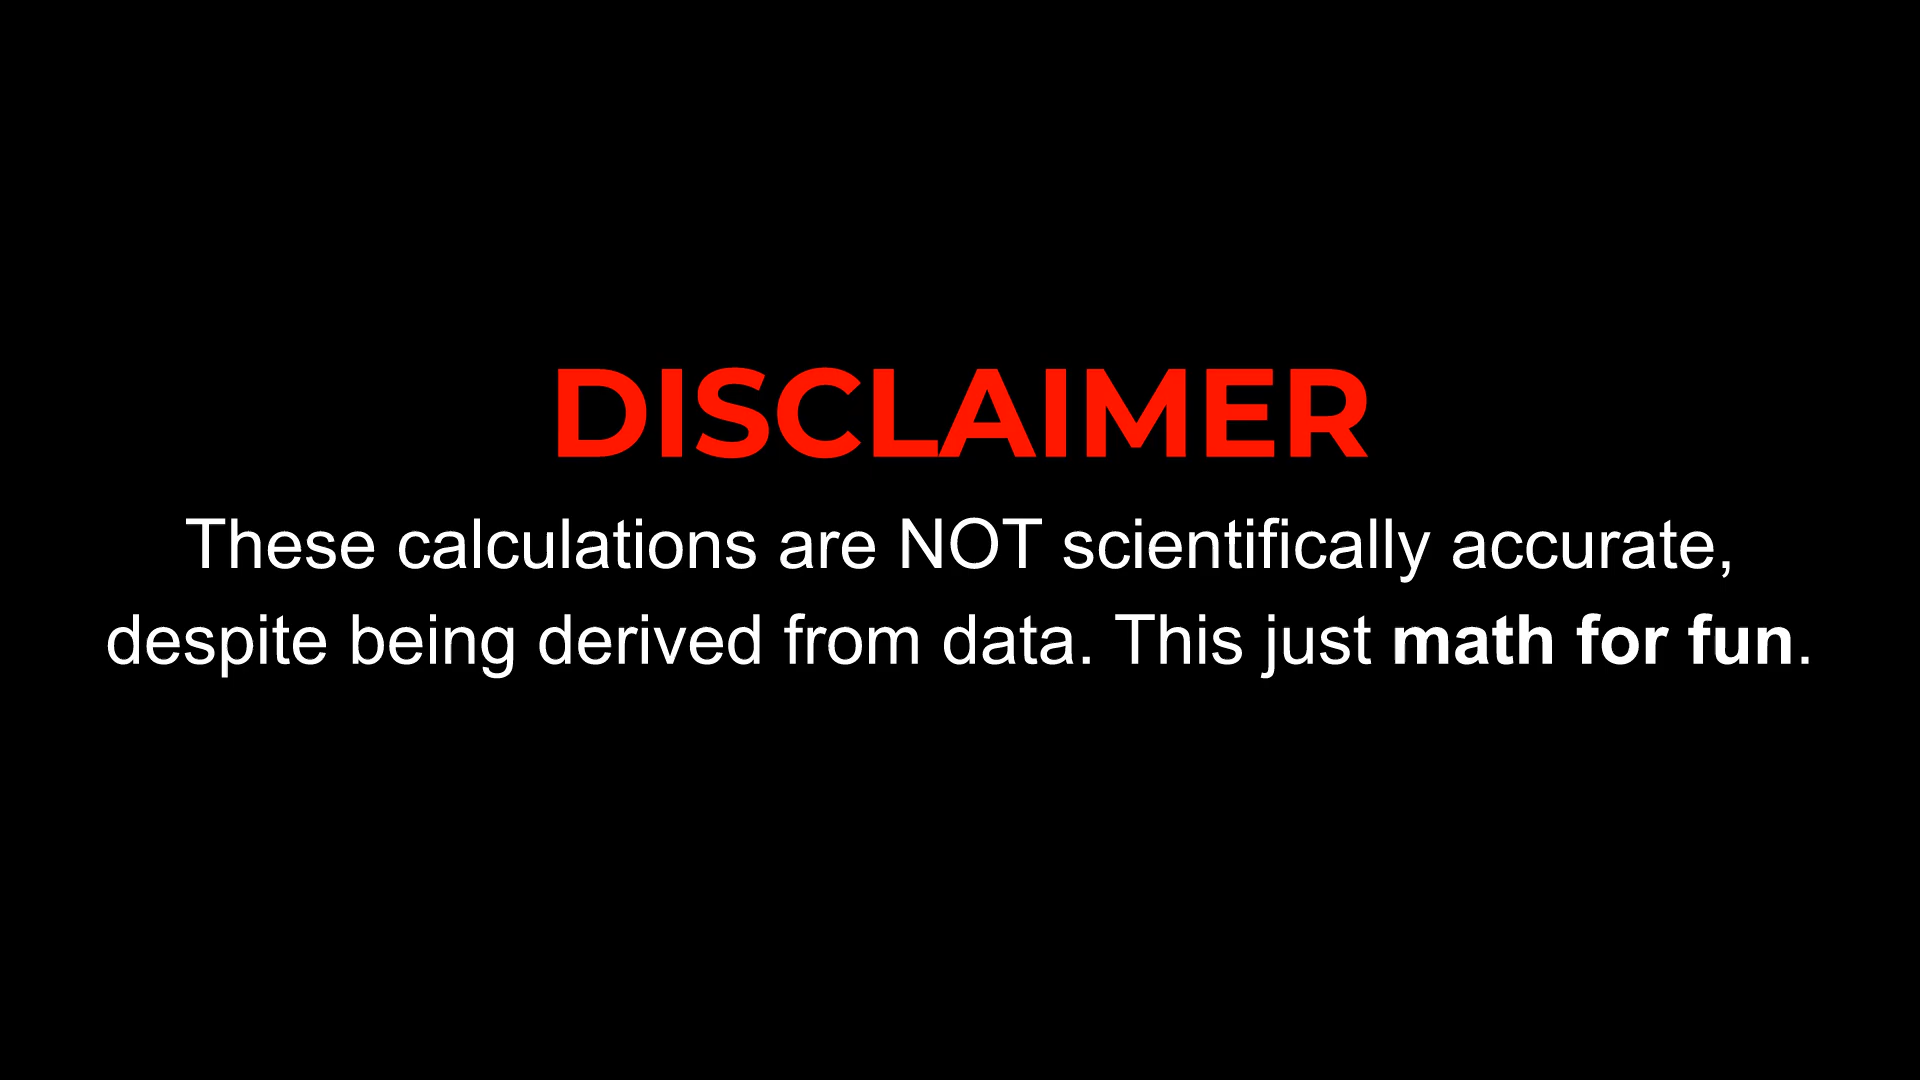 DISCLAIMER
These calculations are NOT scientifically accurate,
despite being derived from data. This just math for fun.